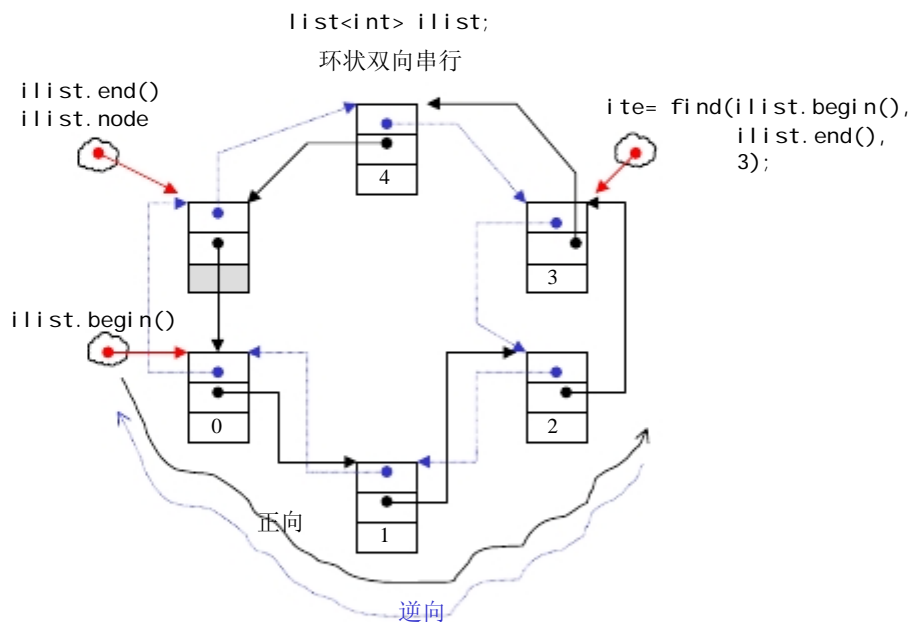 list<int> ilist;
环状双向串行
ilist.end()
ilist.node
ite= find(ilist.begin(),
ilist.end(),
3);
4
3
ilist.begin()
0
2
1
正向
逆向